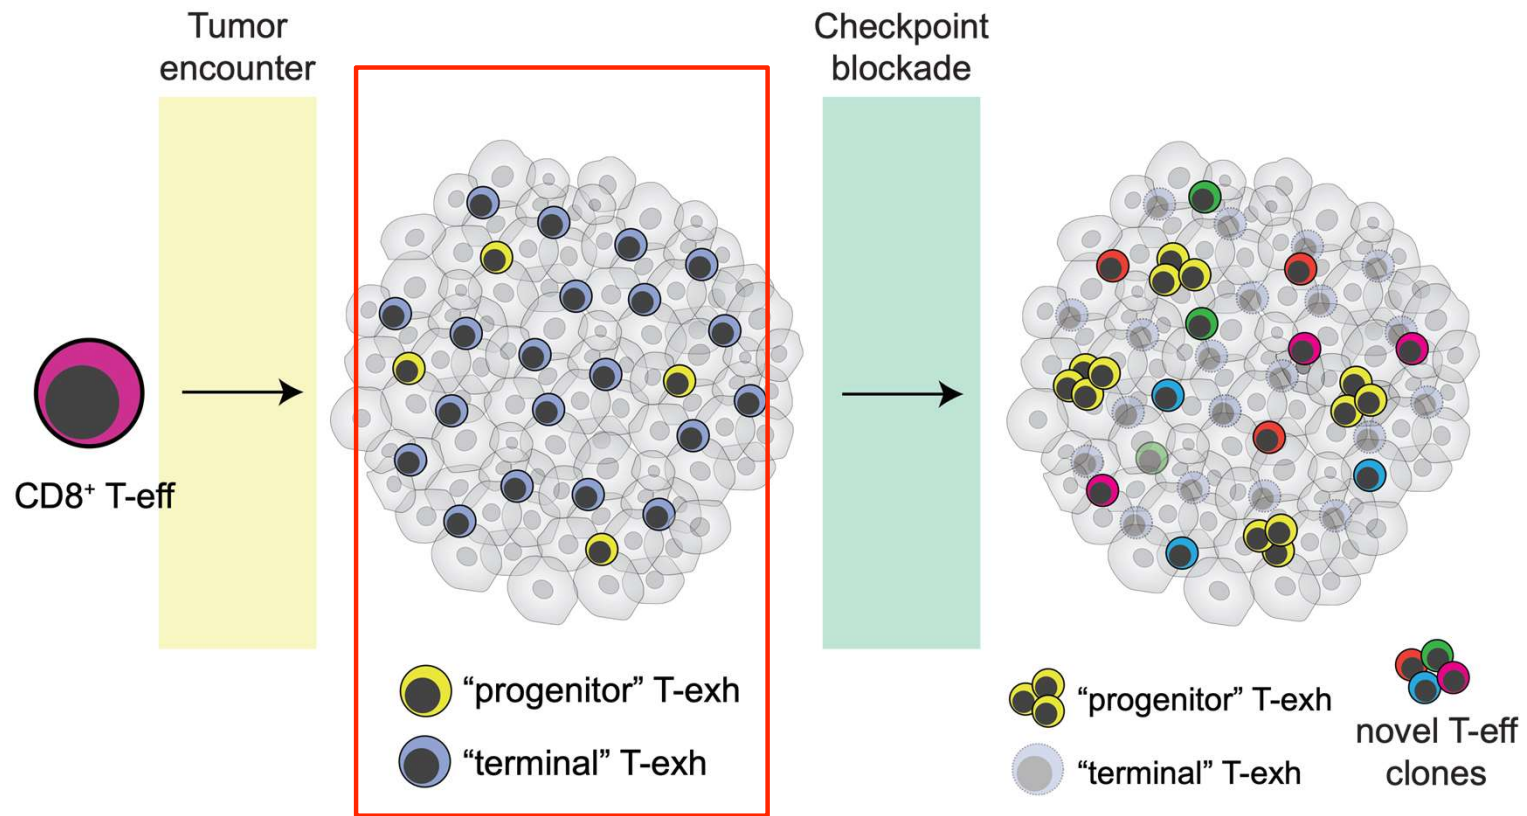 Tumor
encounter
Checkpoint
blockade
CD8⁺ T-eff
“progenitor” T-exh
“terminal” T-exh
“progenitor” T-exh
“terminal” T-exh
novel T-eff
clones